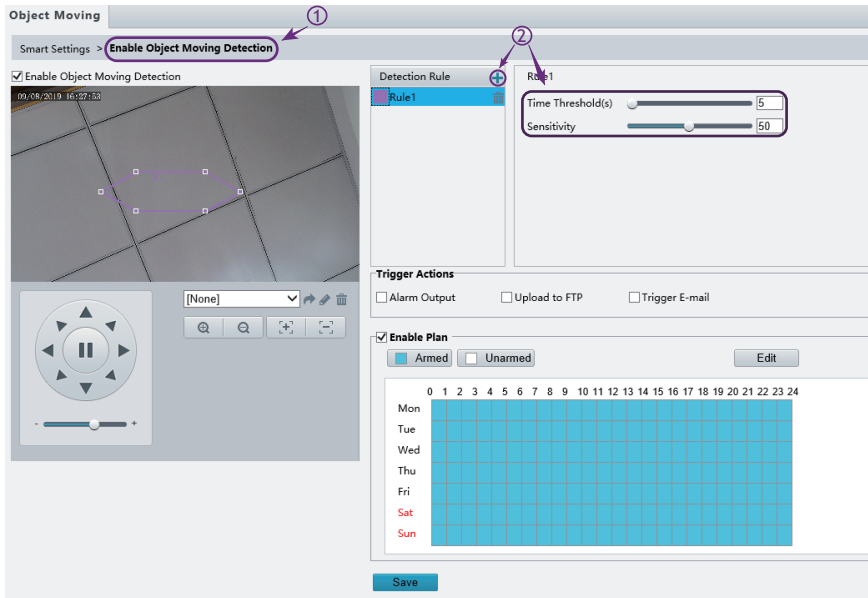 Object Moving
①
Smart Settings > Enable Object Moving Detection
②
Enable Object Moving Detection
09/08/2019 16:27:53
Detection Rule
Rule1
Rule1
Time Threshold(s) 5
Sensitivity 50
Trigger Actions
Alarm Output Upload to FTP Trigger E-mail
[None]
Enable Plan
Armed Unarmed Edit
0 1 2 3 4 5 6 7 8 9 10 11 12 13 14 15 16 17 18 19 20 21 22 23 24
Mon
Tue
Wed
Thu
Fri
Sat
Sun
- +
Save